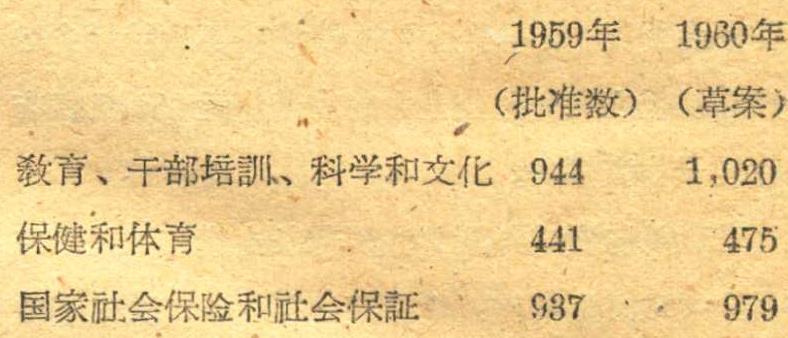 1959年 1960年
(批准数) (草案)
教育、干部培訓、科学和文化 944 1,020
保健和体育 441 475
国家社会保险和社会保証 937 979